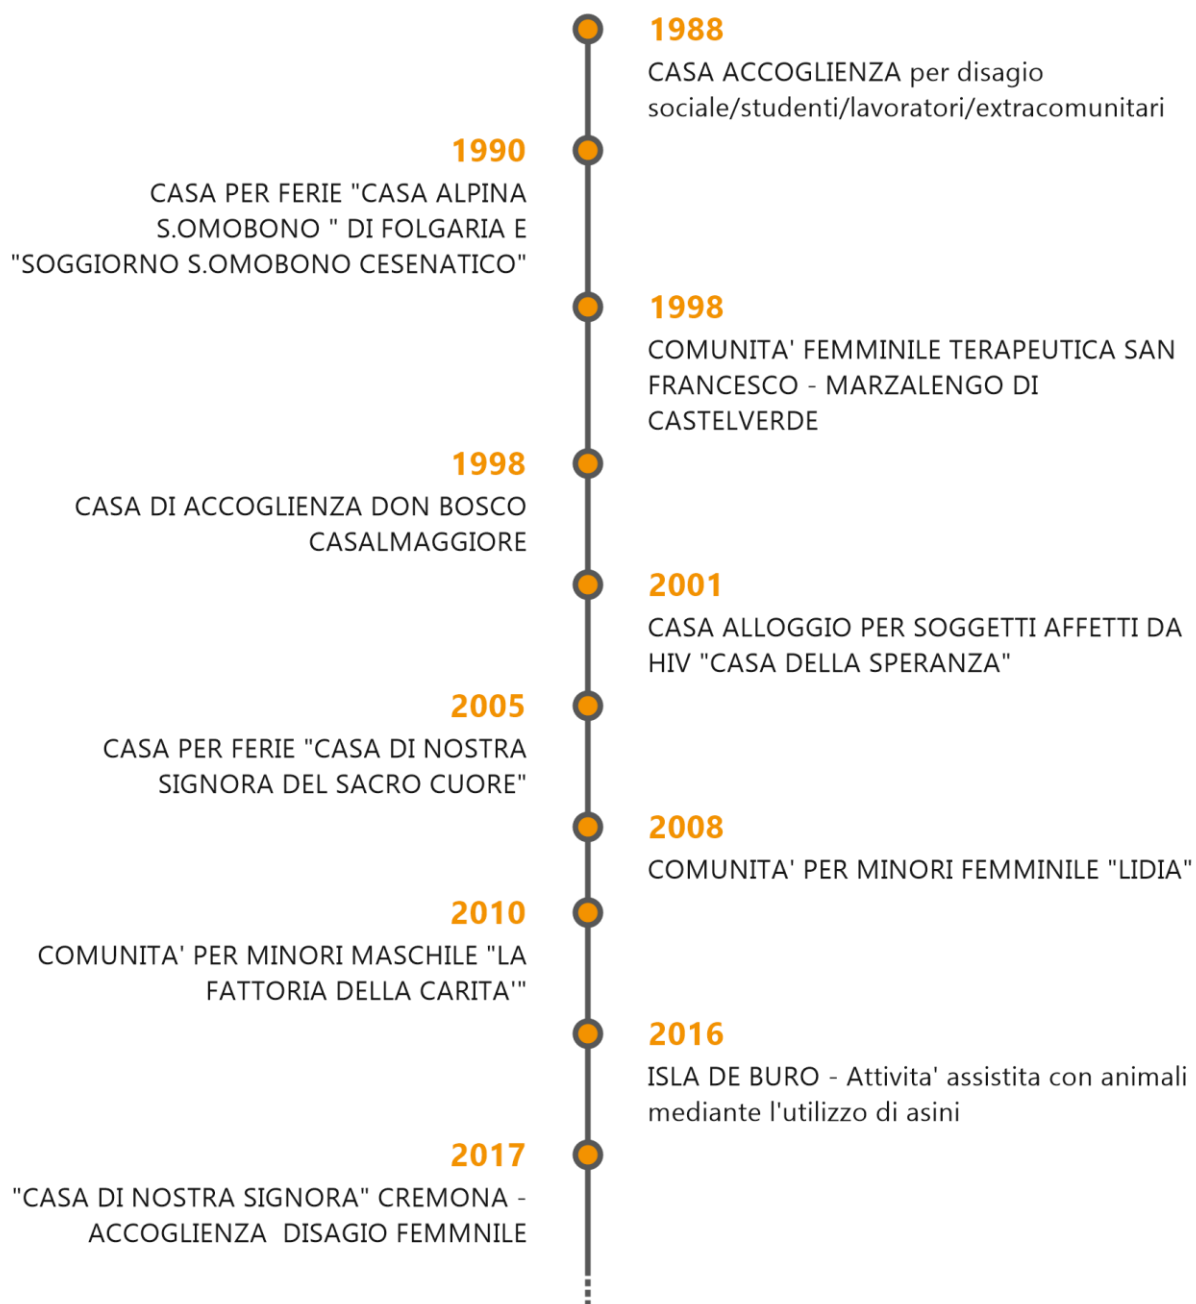 1988
CASA ACCOGLIENZA per disagio
sociale/studenti/lavoratori/extracomunitari
1990
CASA PER FERIE "CASA ALPINA
S.OMOBONO " DI FOLGARIA E
"SOGGIORNO S.OMOBONO CESENATICO"
1998
COMUNITA' FEMMINILE TERAPEUTICA SAN
FRANCESCO - MARZALENGO DI
CASTELVERDE
1998
CASA DI ACCOGLIENZA DON BOSCO
CASALMAGGIORE
2001
CASA ALLOGGIO PER SOGGETTI AFFETTI DA
HIV "CASA DELLA SPERANZA"
2005
CASA PER FERIE "CASA DI NOSTRA
SIGNORA DEL SACRO CUORE"
2008
COMUNITA' PER MINORI FEMMINILE "LIDIA"
2010
COMUNITA' PER MINORI MASCHILE "LA
FATTORIA DELLA CARITA'"
2016
ISLA DE BURO - Attivita' assistita con animali
mediante l'utilizzo di asini
2017
"CASA DI NOSTRA SIGNORA" CREMONA -
ACCOGLIENZA  DISAGIO FEMMNILE